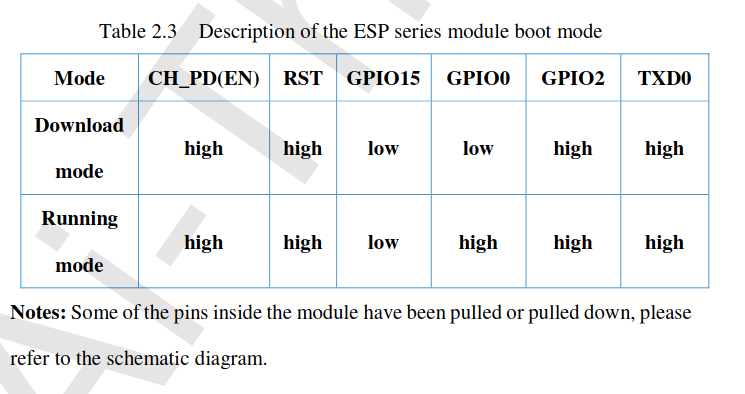 Table 2.3 Description of the ESP series module boot mode
Mode CH_PD(EN) RST GPIO15 GPIO0 GPIO2 TXD0
Download mode high high low low high high
Running mode high high low high high high
Notes: Some of the pins inside the module have been pulled or pulled down, please
refer to the schematic diagram.